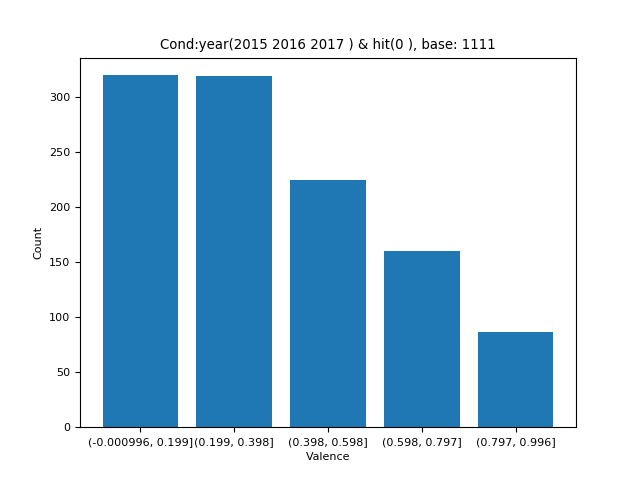 Cond:year(2015 2016 2017 ) & hit(0 ), base: 1111
300
250
200
150
100
50
0
Count
(-0.000996, 0.199] (0.199, 0.398] (0.398, 0.598] (0.598, 0.797] (0.797, 0.996]
Valence